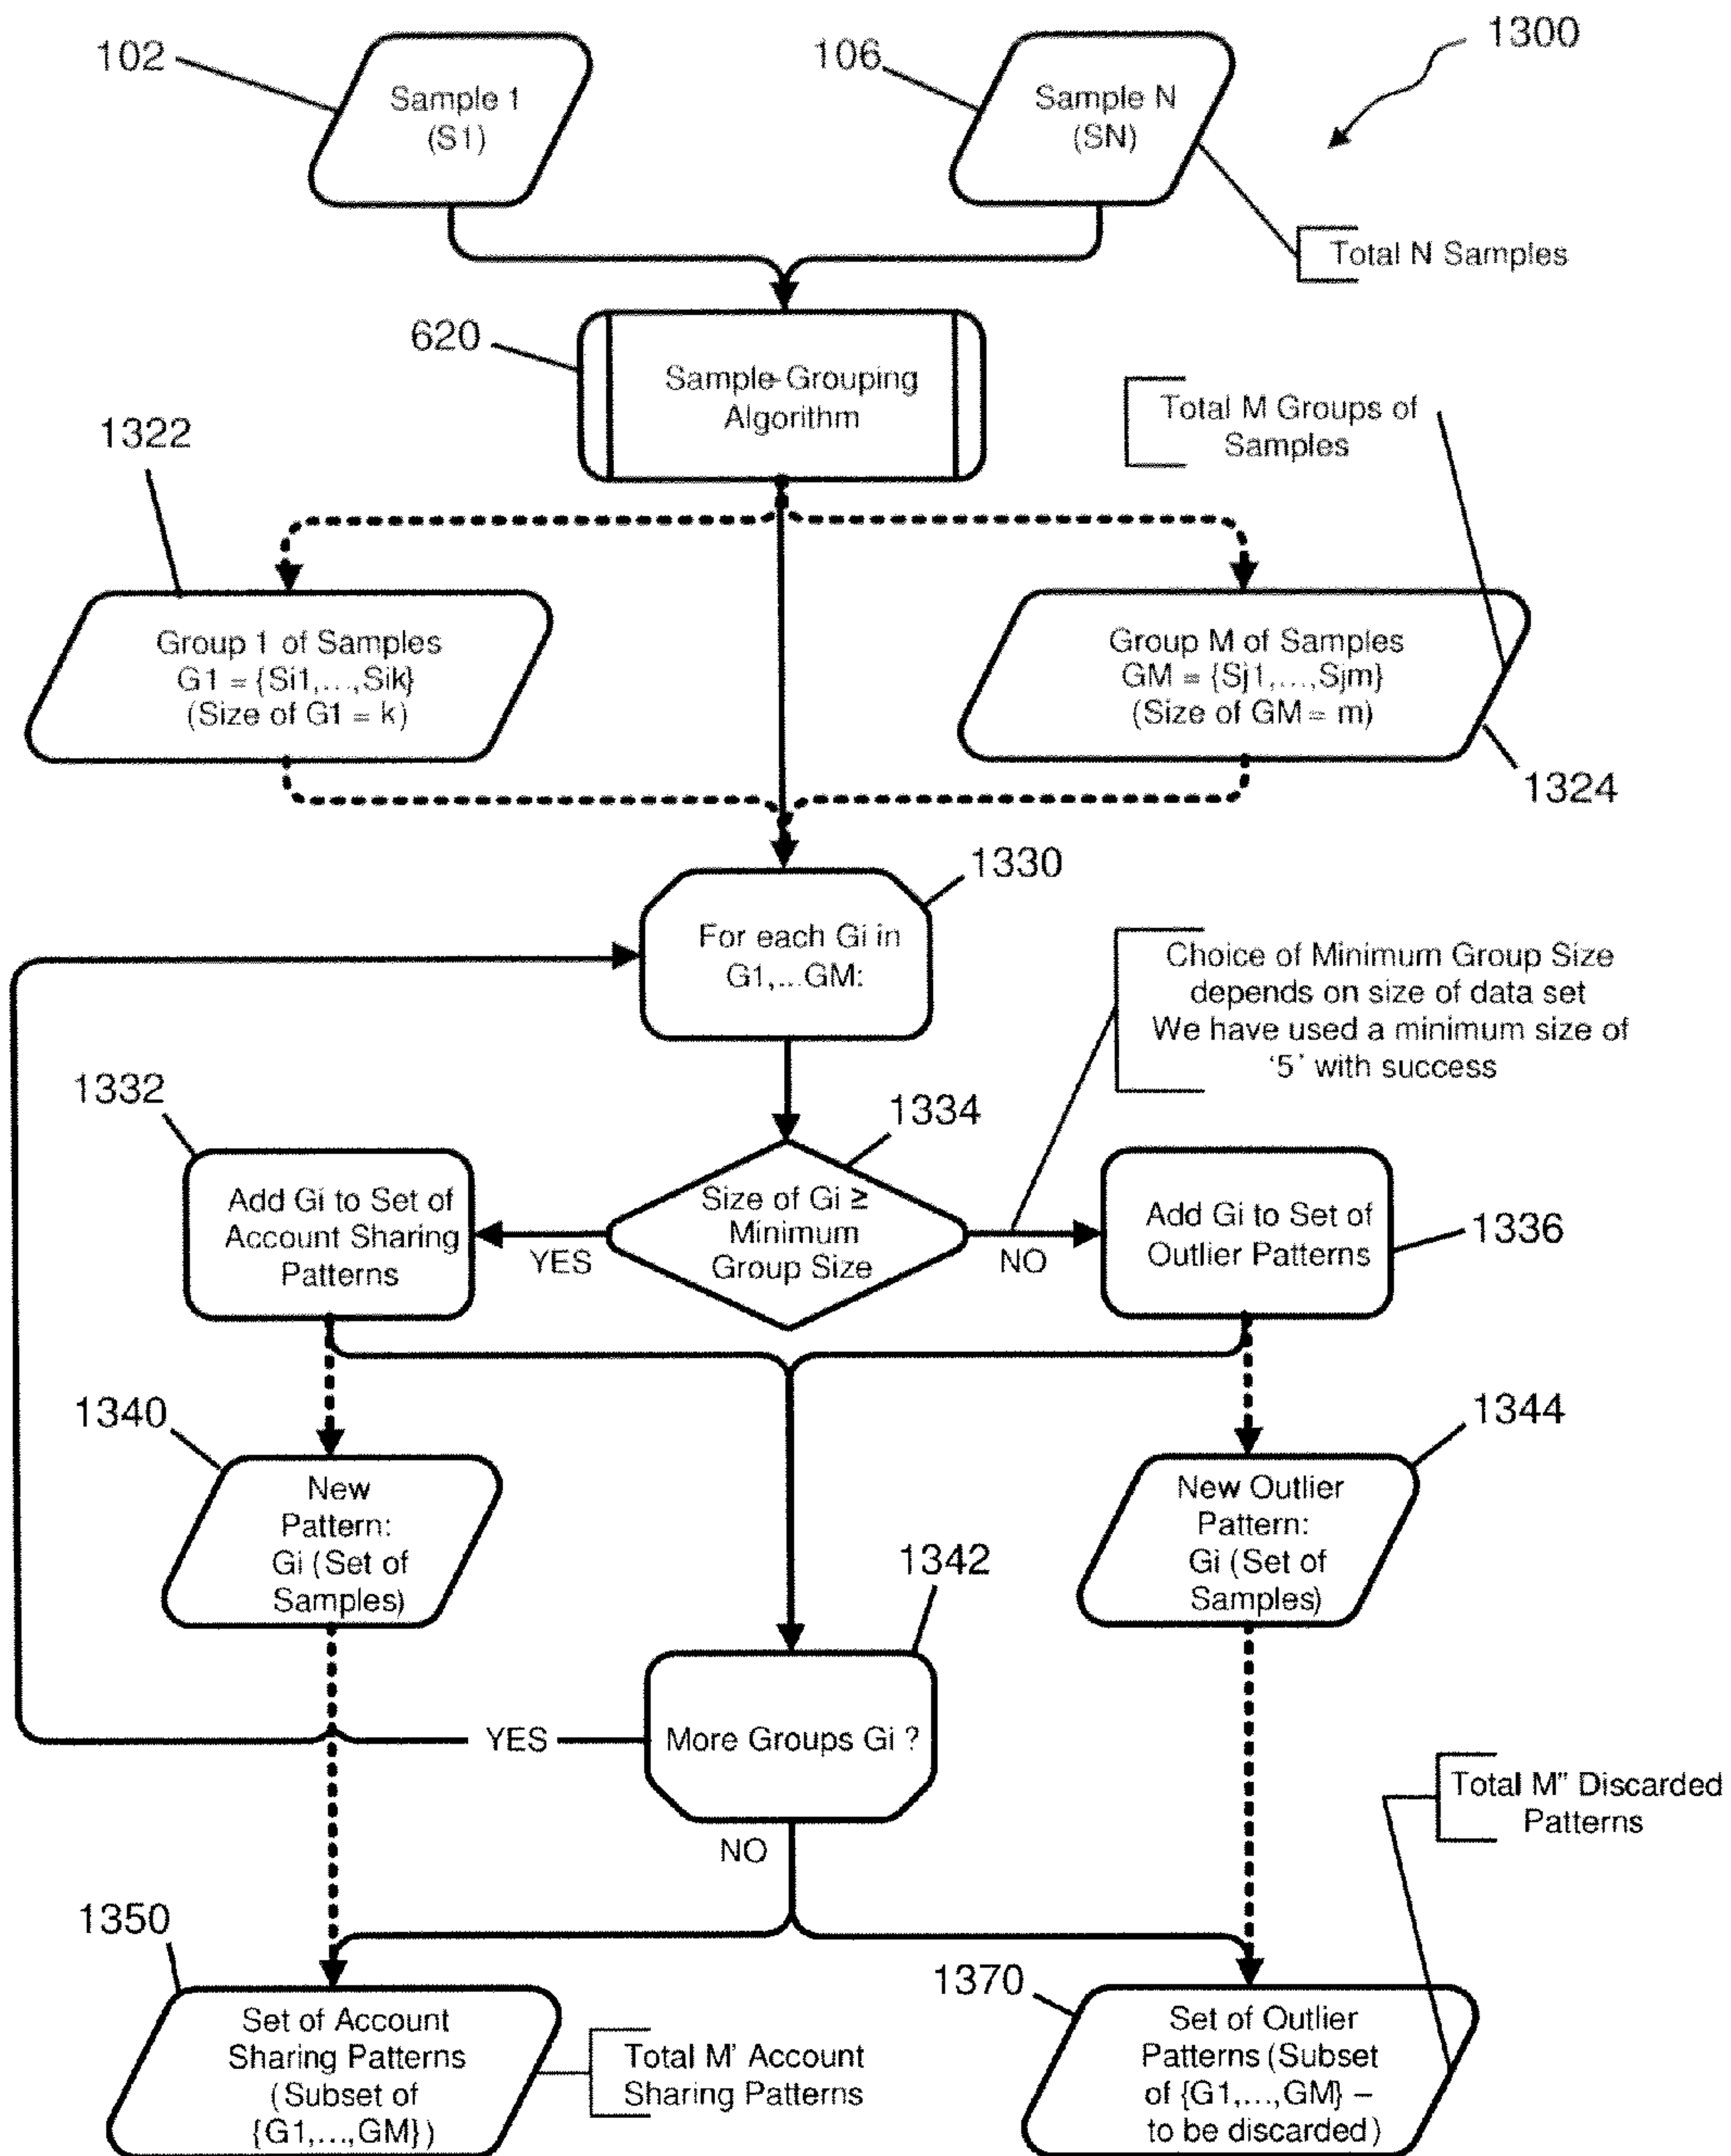 102
Sample 1
(S1)
106
Sample N
(SN)
1300
Total N Samples
620
Sample-Grouping
Algorithm
Total M Groups of
Samples
1322
Group 1 of Samples
G1 = {Si1,...,Sik}
(Size of G1 = k)
Group M of Samples
GM = {Sj1,...,Sjm}
(Size of GM = m)
1324
1330
For each Gi in
G1,...GM:
Choice of Minimum Group Size
depends on size of data set
We have used a minimum size of
‘5’ with success
1332
Add Gi to Set of
Account Sharing
Patterns
YES
1334
Size of Gi ≥
Minimum
Group Size
NO
Add Gi to Set of
Outlier Patterns
1336
1340
New
Pattern:
Gi (Set of
Samples)
1344
New Outlier
Pattern:
Gi (Set of
Samples)
1342
More Groups Gi ?
YES
NO
Total M” Discarded
Patterns
1350
Set of Account
Sharing Patterns
(Subset of
{G1,...,GM})
Total M’ Account
Sharing Patterns
1370
Set of Outlier
Patterns (Subset
of {G1,...,GM} –
to be discarded)